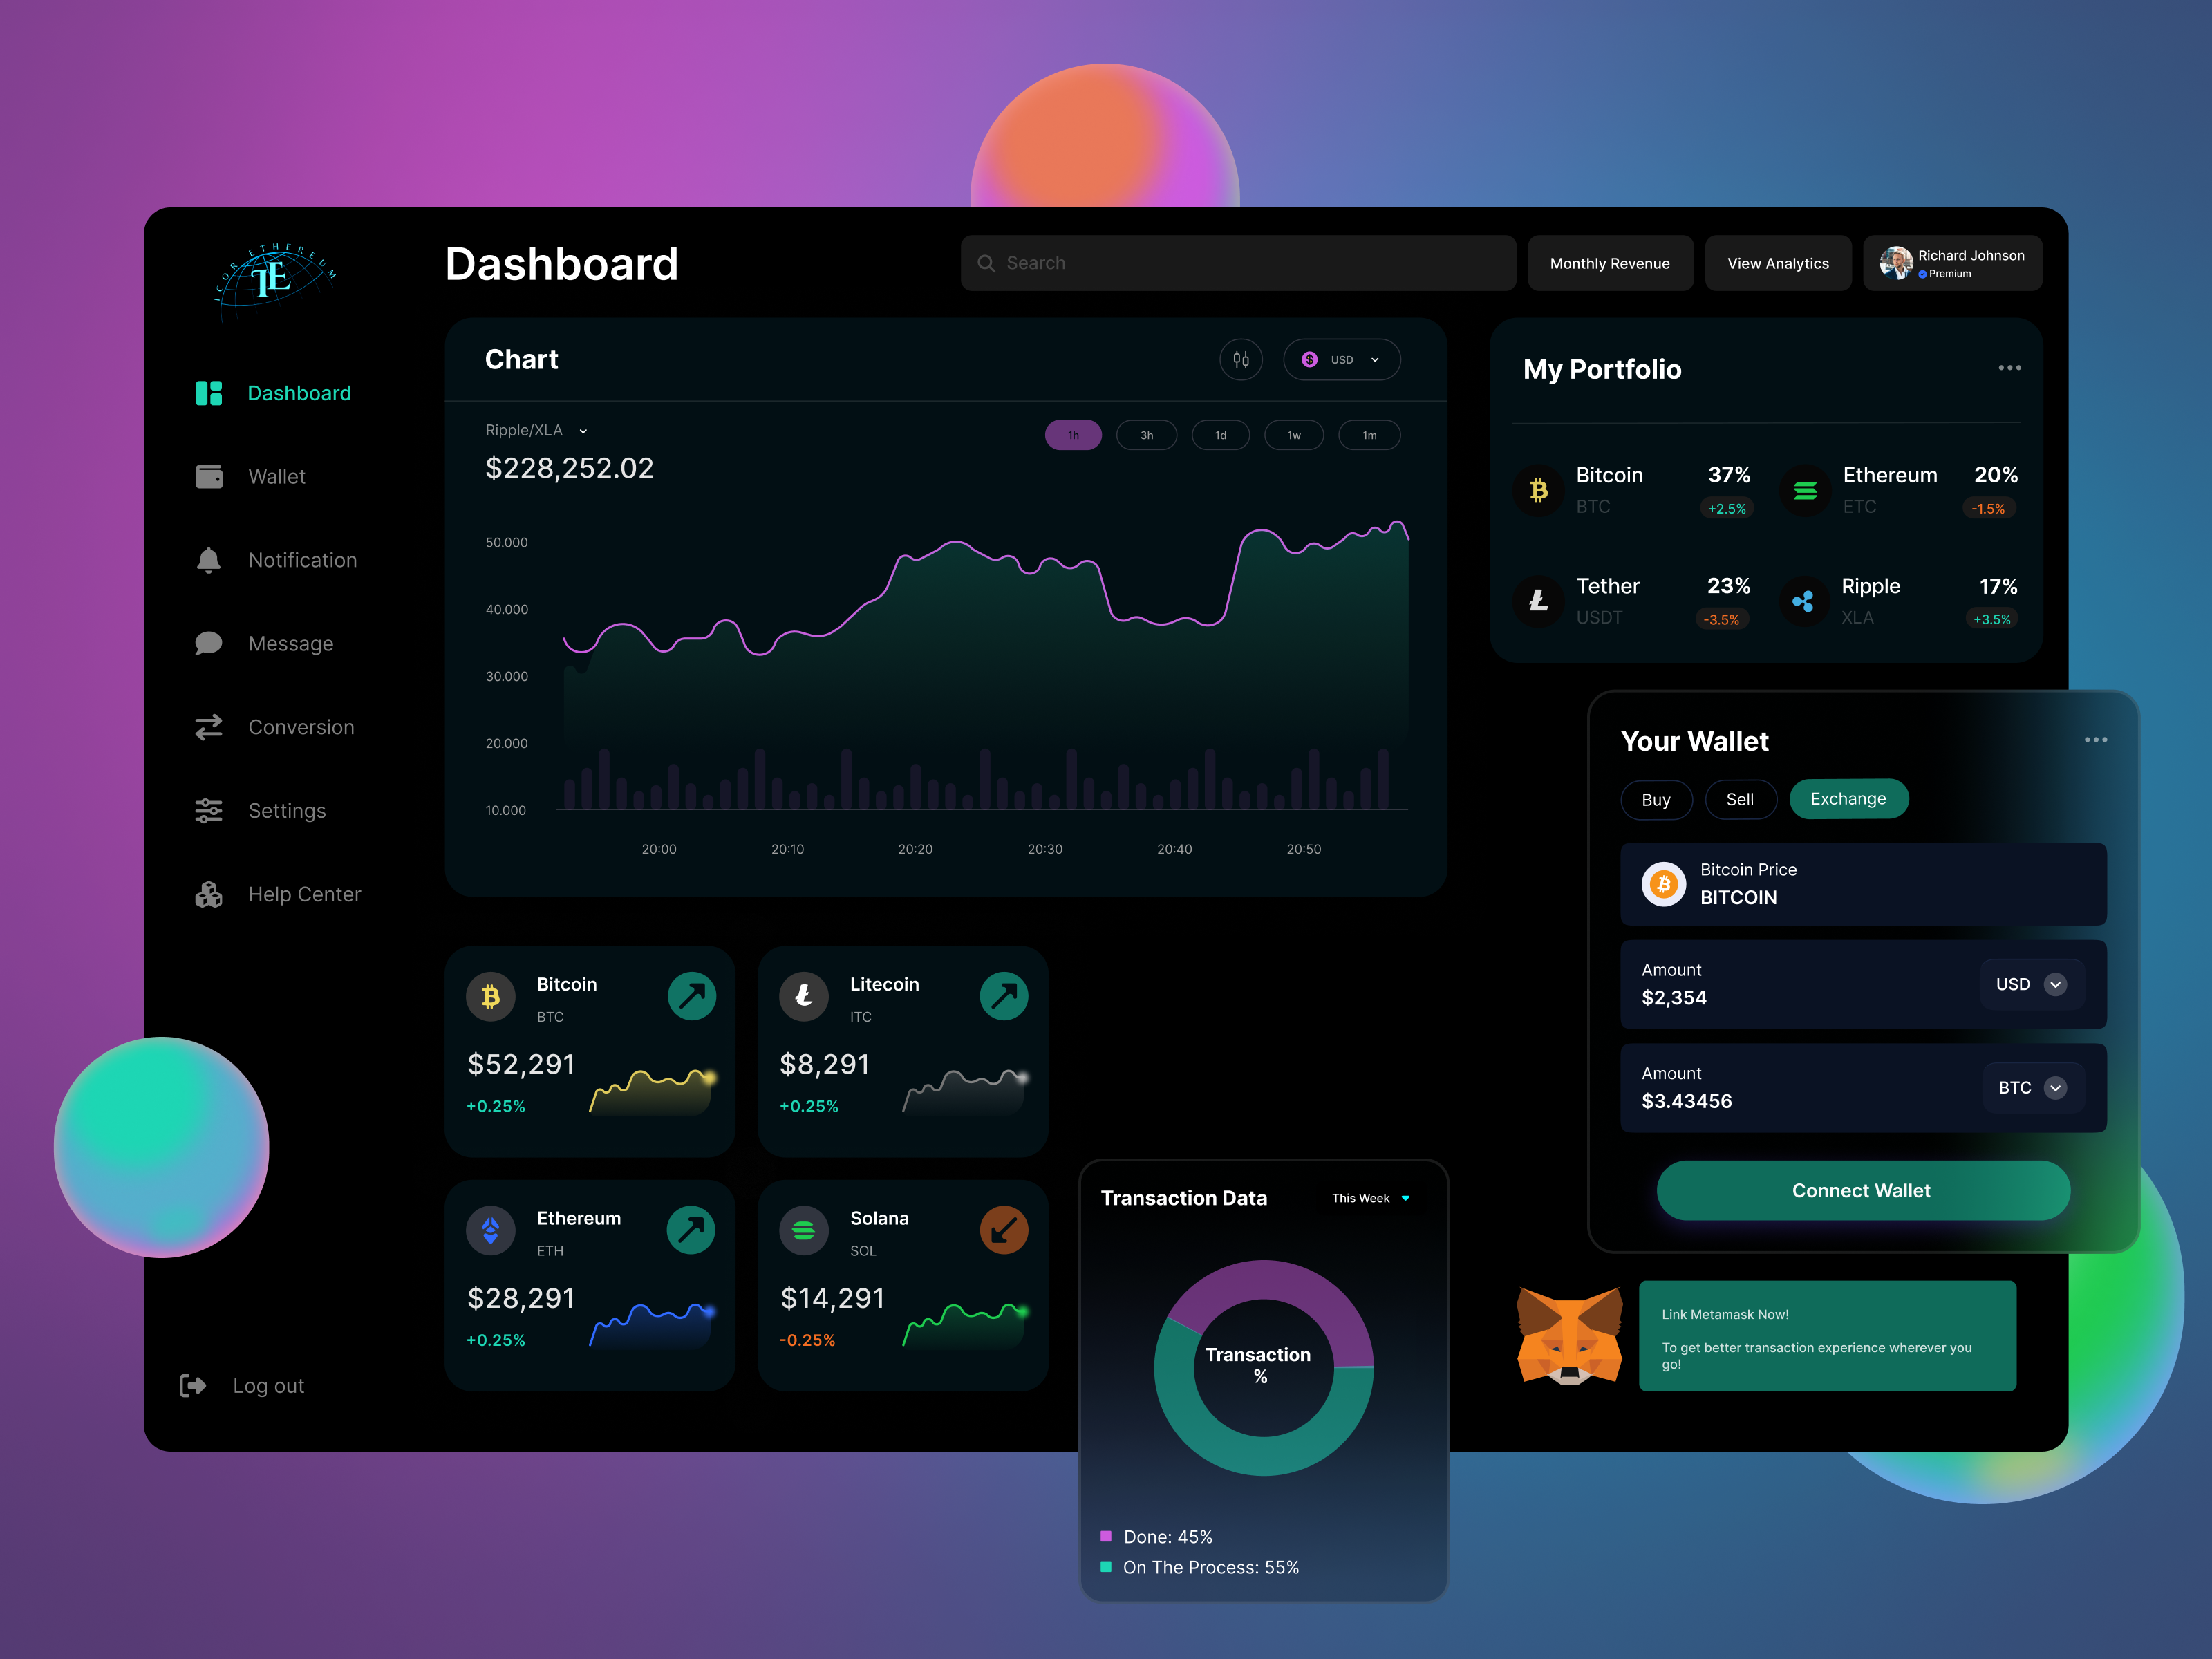 ICOR ETHEREUM
IE
Dashboard
Search
Monthly Revenue
View Analytics
Richard Johnson
Premium
Dashboard
Wallet
Notification
Message
Conversion
Settings
Help Center
Log out
Chart
$ USD
Ripple/XLA
$228,252.02
1h 3h 1d 1w 1m
50.000
40.000
30.000
20.000
10.000
20:00 20:10 20:20 20:30 20:40 20:50
My Portfolio
Bitcoin 37%
BTC +2.5%
Ethereum 20%
ETC -1.5%
Tether 23%
USDT -3.5%
Ripple 17%
XLA +3.5%
Your Wallet
Buy Sell Exchange
Bitcoin Price
BITCOIN
Amount
$2,354
USD
Amount
$3.43456
BTC
Connect Wallet
Bitcoin
BTC
$52,291
+0.25%
Litecoin
ITC
$8,291
+0.25%
Ethereum
ETH
$28,291
+0.25%
Solana
SOL
$14,291
-0.25%
Transaction Data
This Week
Transaction
%
Done: 45%
On The Process: 55%
Link Metamask Now!
To get better transaction experience wherever you
go!